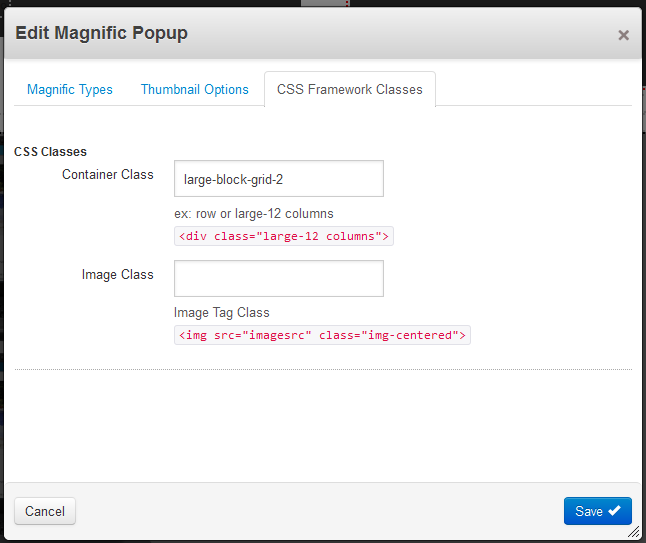 Edit Magnific Popup
×
Magnific Types Thumbnail Options CSS Framework Classes
CSS Classes
Container Class large-block-grid-2
ex: row or large-12 columns
<div class="large-12 columns">
Image Class
Image Tag Class
<img src="imagesrc" class="img-centered">
Cancel Save ✔